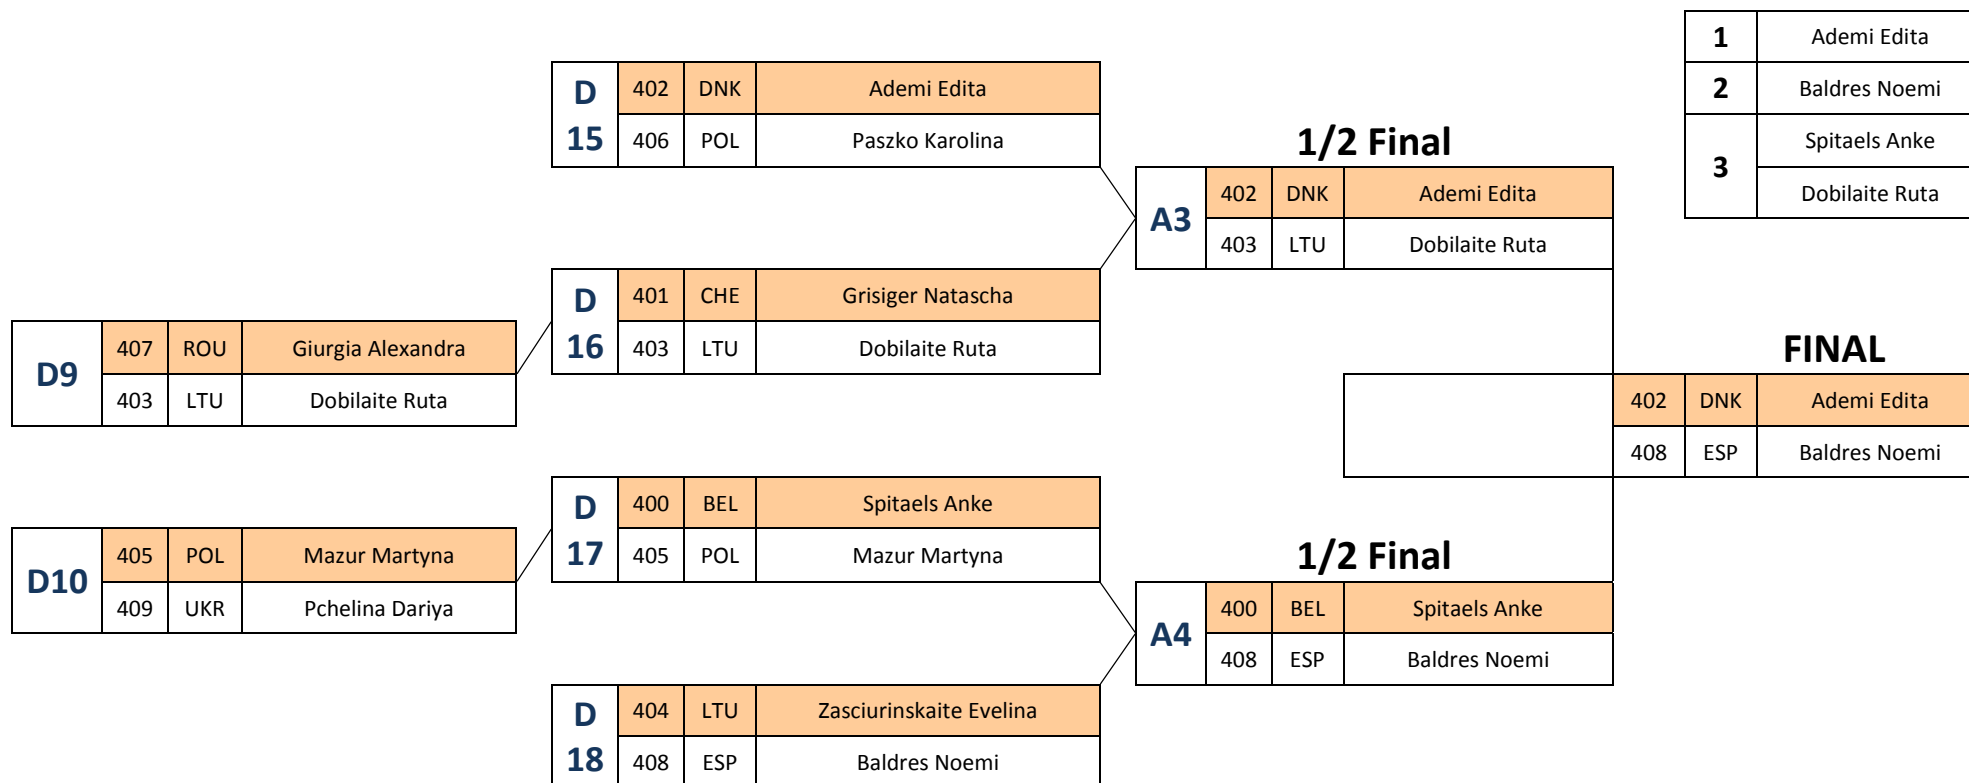 D9
407 ROU Giurgia Alexandra
403 LTU Dobilaite Ruta
D10
405 POL Mazur Martyna
409 UKR Pchelina Dariya
D 15
402 DNK Ademi Edita
406 POL Paszko Karolina
D 16
401 CHE Grisiger Natascha
403 LTU Dobilaite Ruta
D 17
400 BEL Spitaels Anke
405 POL Mazur Martyna
D 18
404 LTU Zasciurinskaite Evelina
408 ESP Baldres Noemi
1/2 Final
A3
402 DNK Ademi Edita
403 LTU Dobilaite Ruta
1/2 Final
A4
400 BEL Spitaels Anke
408 ESP Baldres Noemi
FINAL
402 DNK Ademi Edita
408 ESP Baldres Noemi
1 Ademi Edita
2 Baldres Noemi
3 Spitaels Anke
Dobilaite Ruta